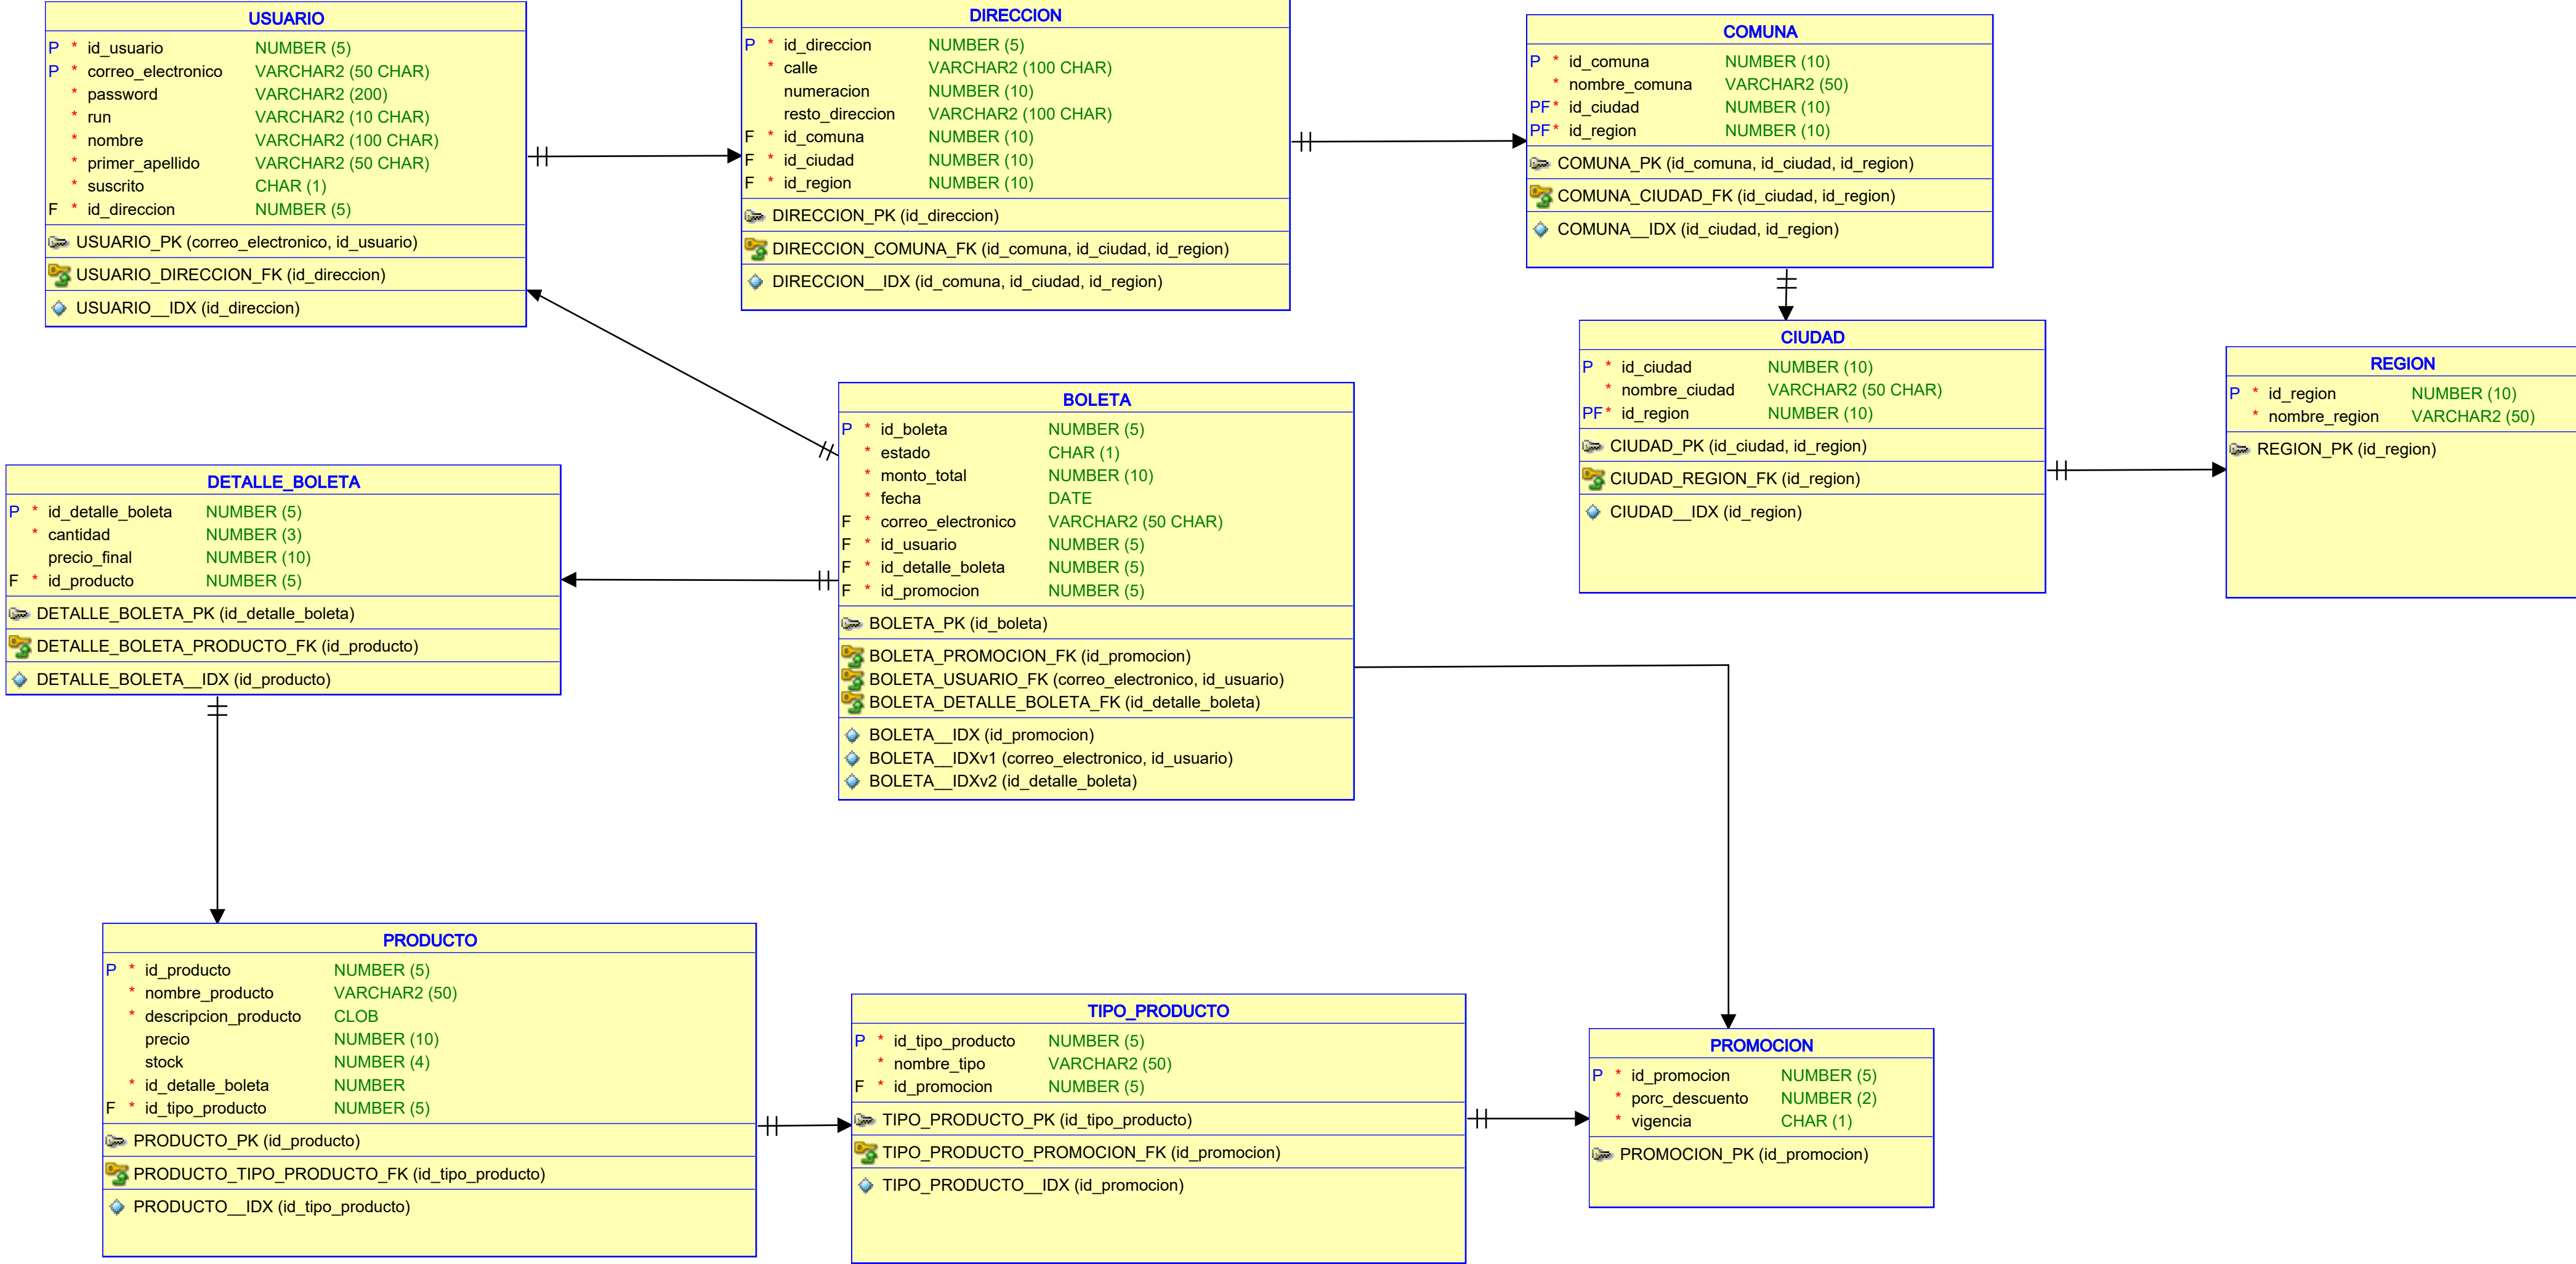 USUARIO
P * id_usuario NUMBER (5)
P * correo_electronico VARCHAR2 (50 CHAR)
* password VARCHAR2 (200)
* run VARCHAR2 (10 CHAR)
* nombre VARCHAR2 (100 CHAR)
* primer_apellido VARCHAR2 (50 CHAR)
* suscrito CHAR (1)
F * id_direccion NUMBER (5)
USUARIO_PK (correo_electronico, id_usuario)
USUARIO_DIRECCION_FK (id_direccion)
USUARIO__IDX (id_direccion)
DIRECCION
P * id_direccion NUMBER (5)
* calle VARCHAR2 (100 CHAR)
numeracion NUMBER (10)
resto_direccion VARCHAR2 (100 CHAR)
F * id_comuna NUMBER (10)
F * id_ciudad NUMBER (10)
F * id_region NUMBER (10)
DIRECCION_PK (id_direccion)
DIRECCION_COMUNA_FK (id_comuna, id_ciudad, id_region)
DIRECCION__IDX (id_comuna, id_ciudad, id_region)
COMUNA
P * id_comuna NUMBER (10)
* nombre_comuna VARCHAR2 (50)
PF * id_ciudad NUMBER (10)
PF * id_region NUMBER (10)
COMUNA_PK (id_comuna, id_ciudad, id_region)
COMUNA_CIUDAD_FK (id_ciudad, id_region)
COMUNA__IDX (id_ciudad, id_region)
CIUDAD
P * id_ciudad NUMBER (10)
* nombre_ciudad VARCHAR2 (50 CHAR)
PF * id_region NUMBER (10)
CIUDAD_PK (id_ciudad, id_region)
CIUDAD_REGION_FK (id_region)
CIUDAD__IDX (id_region)
REGION
P * id_region NUMBER (10)
* nombre_region VARCHAR2 (50)
REGION_PK (id_region)
BOLETA
P * id_boleta NUMBER (5)
* estado CHAR (1)
* monto_total NUMBER (10)
* fecha DATE
F * correo_electronico VARCHAR2 (50 CHAR)
F * id_usuario NUMBER (5)
F * id_detalle_boleta NUMBER (5)
F * id_promocion NUMBER (5)
BOLETA_PK (id_boleta)
BOLETA_PROMOCION_FK (id_promocion)
BOLETA_USUARIO_FK (correo_electronico, id_usuario)
BOLETA_DETALLE_BOLETA_FK (id_detalle_boleta)
BOLETA__IDX (id_promocion)
BOLETA__IDXv1 (correo_electronico, id_usuario)
BOLETA__IDXv2 (id_detalle_boleta)
DETALLE_BOLETA
P * id_detalle_boleta NUMBER (5)
* cantidad NUMBER (3)
precio_final NUMBER (10)
F * id_producto NUMBER (5)
DETALLE_BOLETA_PK (id_detalle_boleta)
DETALLE_BOLETA_PRODUCTO_FK (id_producto)
DETALLE_BOLETA__IDX (id_producto)
PRODUCTO
P * id_producto NUMBER (5)
* nombre_producto VARCHAR2 (50)
* descripcion_producto CLOB
precio NUMBER (10)
stock NUMBER (4)
* id_detalle_boleta NUMBER
F * id_tipo_producto NUMBER (5)
PRODUCTO_PK (id_producto)
PRODUCTO_TIPO_PRODUCTO_FK (id_tipo_producto)
PRODUCTO__IDX (id_tipo_producto)
TIPO_PRODUCTO
P * id_tipo_producto NUMBER (5)
* nombre_tipo VARCHAR2 (50)
F * id_promocion NUMBER (5)
TIPO_PRODUCTO_PK (id_tipo_producto)
TIPO_PRODUCTO_PROMOCION_FK (id_promocion)
TIPO_PRODUCTO__IDX (id_promocion)
PROMOCION
P * id_promocion NUMBER (5)
* porc_descuento NUMBER (2)
* vigencia CHAR (1)
PROMOCION_PK (id_promocion)